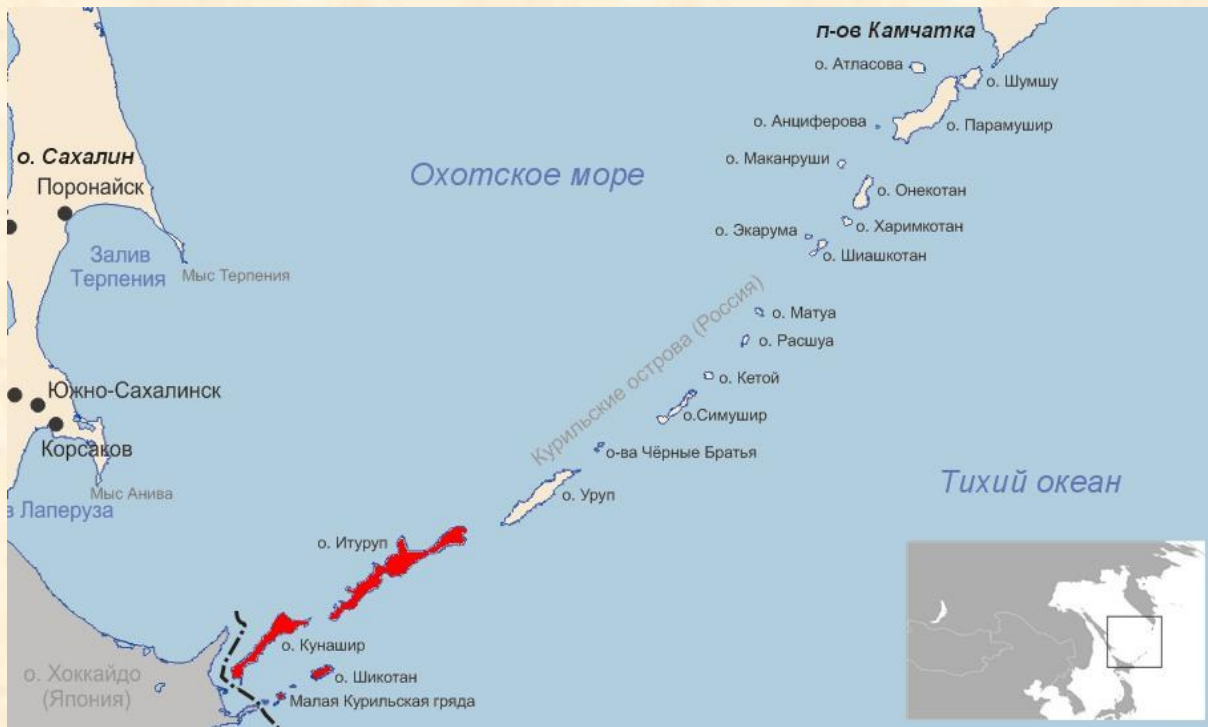 п-ов Камчатка
о. Атласова
о. Шумшу
о. Анциферова
о. Парамушир
о. Сахалин
Поронайск
Охотское море
о. Маканруши
о. Онекотан
о. Харимкотан
о. Экарума
о. Шиашкотан
Залив
Терпения
Мыс Терпения
Курильские острова (Россия)
о. Матуа
о. Расшуа
о. Кетой
о.Симушир
Южно-Сахалинск
Корсаков
о-ва Чёрные Братья
Мыс Анива
о. Уруп
Тихий океан
в Лаперуза
о. Итуруп
о. Кунашир
о. Шикотан
о. Хоккайдо
(Япония)
Малая Курильская гряда